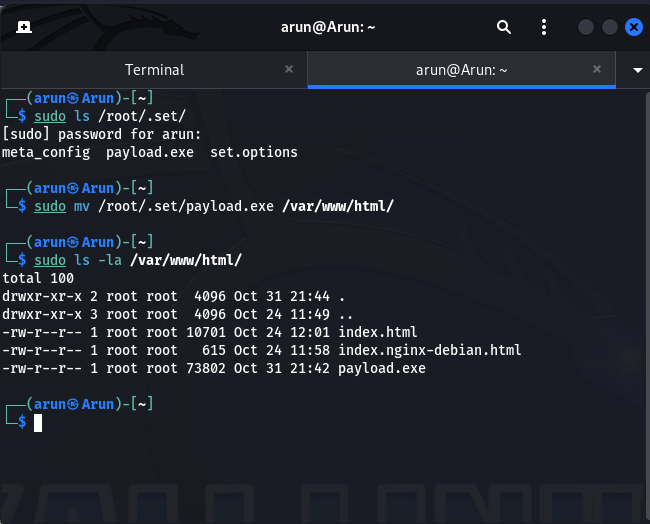 arun@Arun: ~
Terminal
arun@Arun: ~
┌──(arun㉿Arun)-[~]
└─$ sudo ls /root/.set/
[sudo] password for arun:
meta_config  payload.exe  set.options
┌──(arun㉿Arun)-[~]
└─$ sudo mv /root/.set/payload.exe /var/www/html/
┌──(arun㉿Arun)-[~]
└─$ sudo ls -la /var/www/html/
total 100
drwxr-xr-x 2 root root  4096 Oct 31 21:44 .
drwxr-xr-x 3 root root  4096 Oct 24 11:49 ..
-rw-r--r-- 1 root root 10701 Oct 24 12:01 index.html
-rw-r--r-- 1 root root   615 Oct 24 11:58 index.nginx-debian.html
-rw-r--r-- 1 root root 73802 Oct 31 21:42 payload.exe
┌──(arun㉿Arun)-[~]
└─$